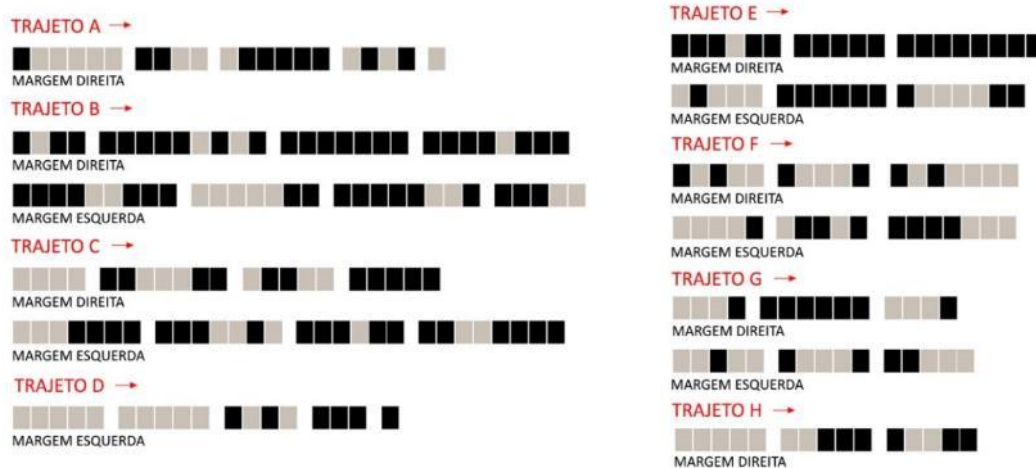 TRAJETO A →
MARGEM DIREITA
TRAJETO B →
MARGEM DIREITA
MARGEM ESQUERDA
TRAJETO C →
MARGEM DIREITA
MARGEM ESQUERDA
TRAJETO D →
MARGEM ESQUERDA
TRAJETO E →
MARGEM DIREITA
MARGEM ESQUERDA
TRAJETO F →
MARGEM DIREITA
MARGEM ESQUERDA
TRAJETO G →
MARGEM DIREITA
MARGEM ESQUERDA
TRAJETO H →
MARGEM DIREITA